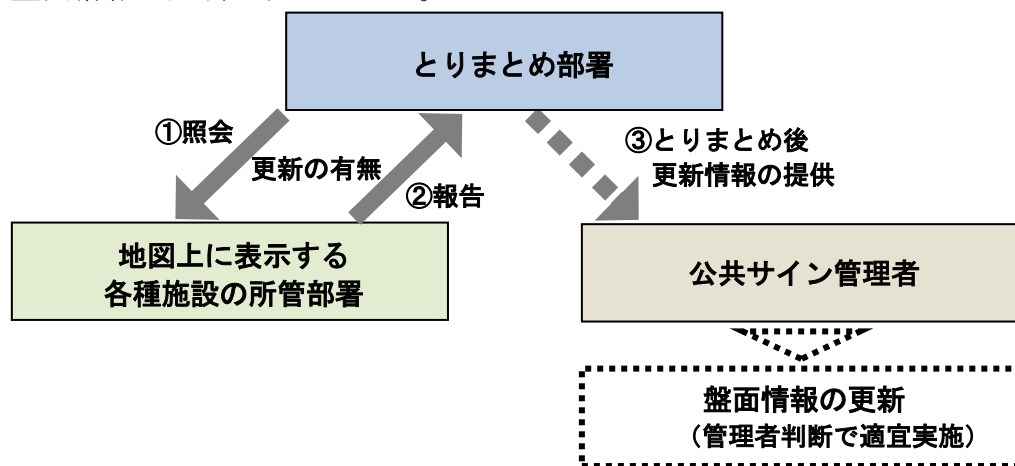 とりまとめ部署
①照会
更新の有無
②報告
③とりまとめ後
更新情報の提供
地図上に表示する
各種施設の所管部署
公共サイン管理者
盤面情報の更新
（管理者判断で適宜実施）